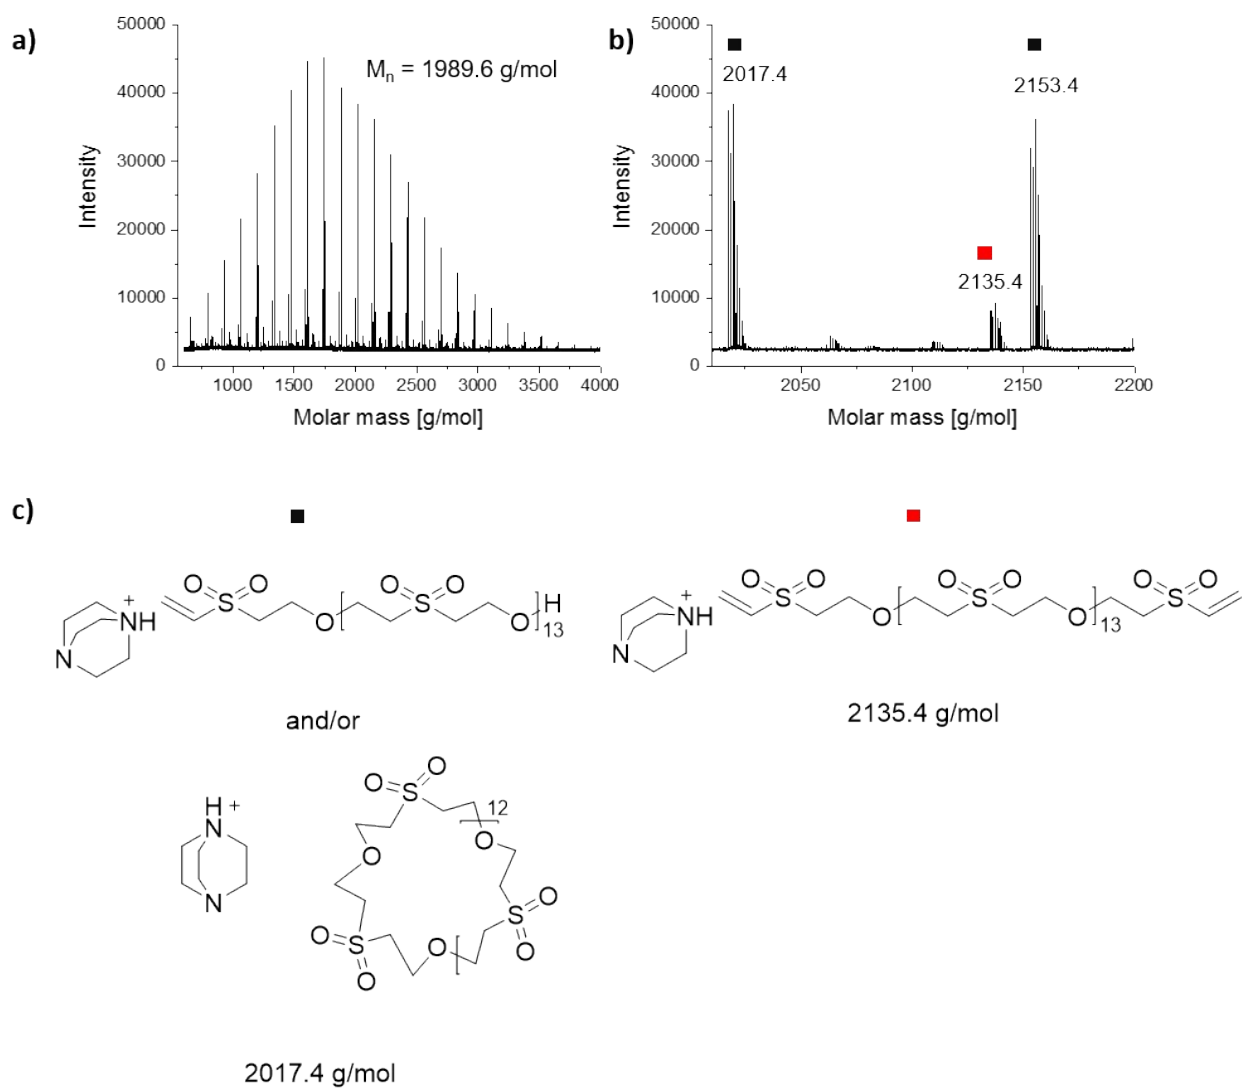 a)
50000
40000
30000
20000
10000
0
Intensity
Mn = 1989.6 g/mol
1000 1500 2000 2500 3000 3500 4000
Molar mass [g/mol]
b)
50000
40000
30000
20000
10000
0
Intensity
2017.4
2153.4
2135.4
2050 2100 2150 2200
Molar mass [g/mol]
c)
O O O O H
+
NH S O S O 13
N
and/or
H +
N
N
O O
S 12
O O
O S O
O S O O
2017.4 g/mol
O O O O O O
+
NH S O S O 13 S
N
2135.4 g/mol